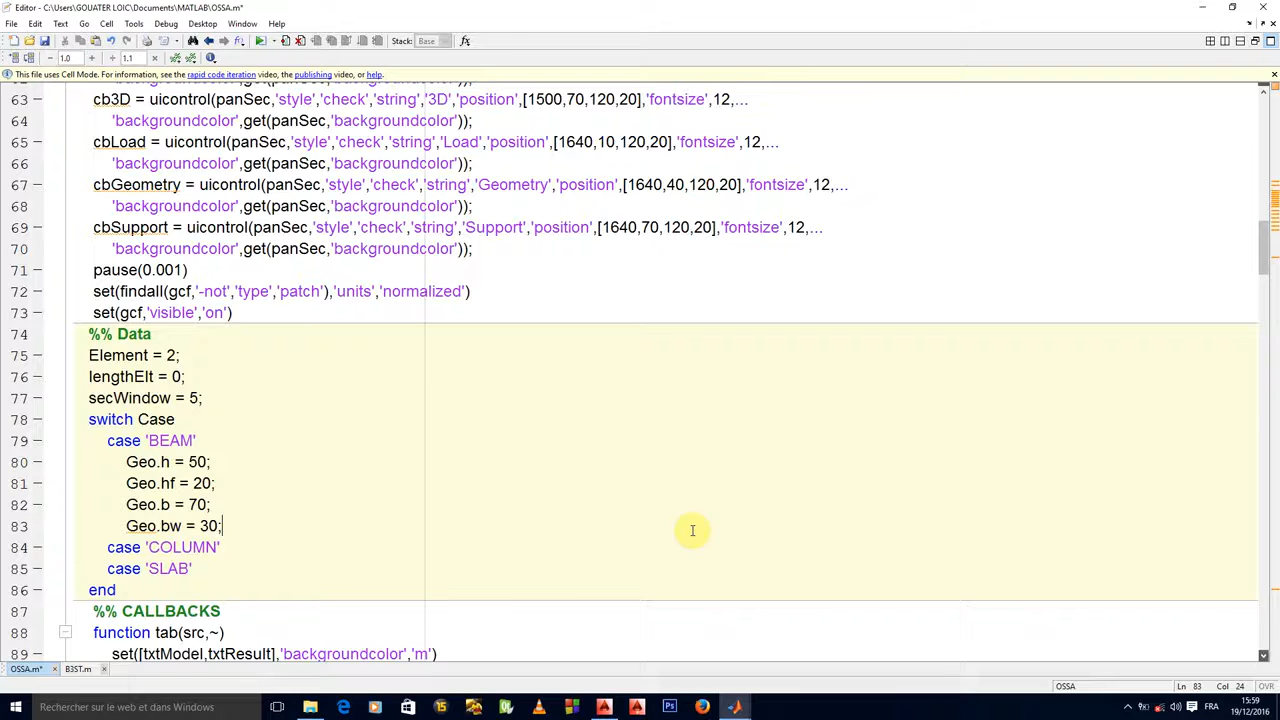 Editor - C:\Users\GOUATER LOIC\Documents\MATLAB\OSSA.m*
File Edit Text Go Cell Tools Debug Desktop Window Help
Stack: Base fx
1.0 1.1
This file uses Cell Mode. For information, see the rapid code iteration video, the publishing video, or help.
63 cb3D = uicontrol(panSec,'style','check','string','3D','position',[1500,70,120,20],'fontsize',12,...
64 'backgroundcolor',get(panSec,'backgroundcolor'));
65 cbLoad = uicontrol(panSec,'style','check','string','Load','position',[1640,10,120,20],'fontsize',12,...
66 'backgroundcolor',get(panSec,'backgroundcolor'));
67 cbGeometry = uicontrol(panSec,'style','check','string','Geometry','position',[1640,40,120,20],'fontsize',12,...
68 'backgroundcolor',get(panSec,'backgroundcolor'));
69 cbSupport = uicontrol(panSec,'style','check','string','Support','position',[1640,70,120,20],'fontsize',12,...
70 'backgroundcolor',get(panSec,'backgroundcolor'));
71 pause(0.001)
72 set(findall(gcf,'-not','type','patch'),'units','normalized')
73 set(gcf,'visible','on')
74 %% Data
75 Element = 2;
76 lengthElt = 0;
77 secWindow = 5;
78 switch Case
79 case 'BEAM'
80 Geo.h = 50;
81 Geo.hf = 20;
82 Geo.b = 70;
83 Geo.bw = 30;
84 case 'COLUMN'
85 case 'SLAB'
86 end
87 %% CALLBACKS
88 function tab(src,~)
89 set([txtModel,txtResult],'backgroundcolor','m')
OSSA.m* B3ST.m
OSSA Ln 83 Col 24 OVR
Rechercher sur le web et dans Windows
FRA
15:59
19/12/2016